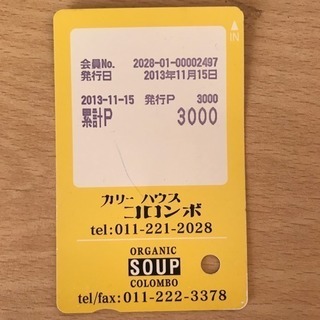 IN
会員No. 2028-01-00002497
発行日 2013年11月15日
2013-11-15 発行P 3000
累計P 3000
カリー ハウス
コロンボ
tel:011-221-2028
ORGANIC
SOUP
COLOMBO
tel/fax:011-222-3378